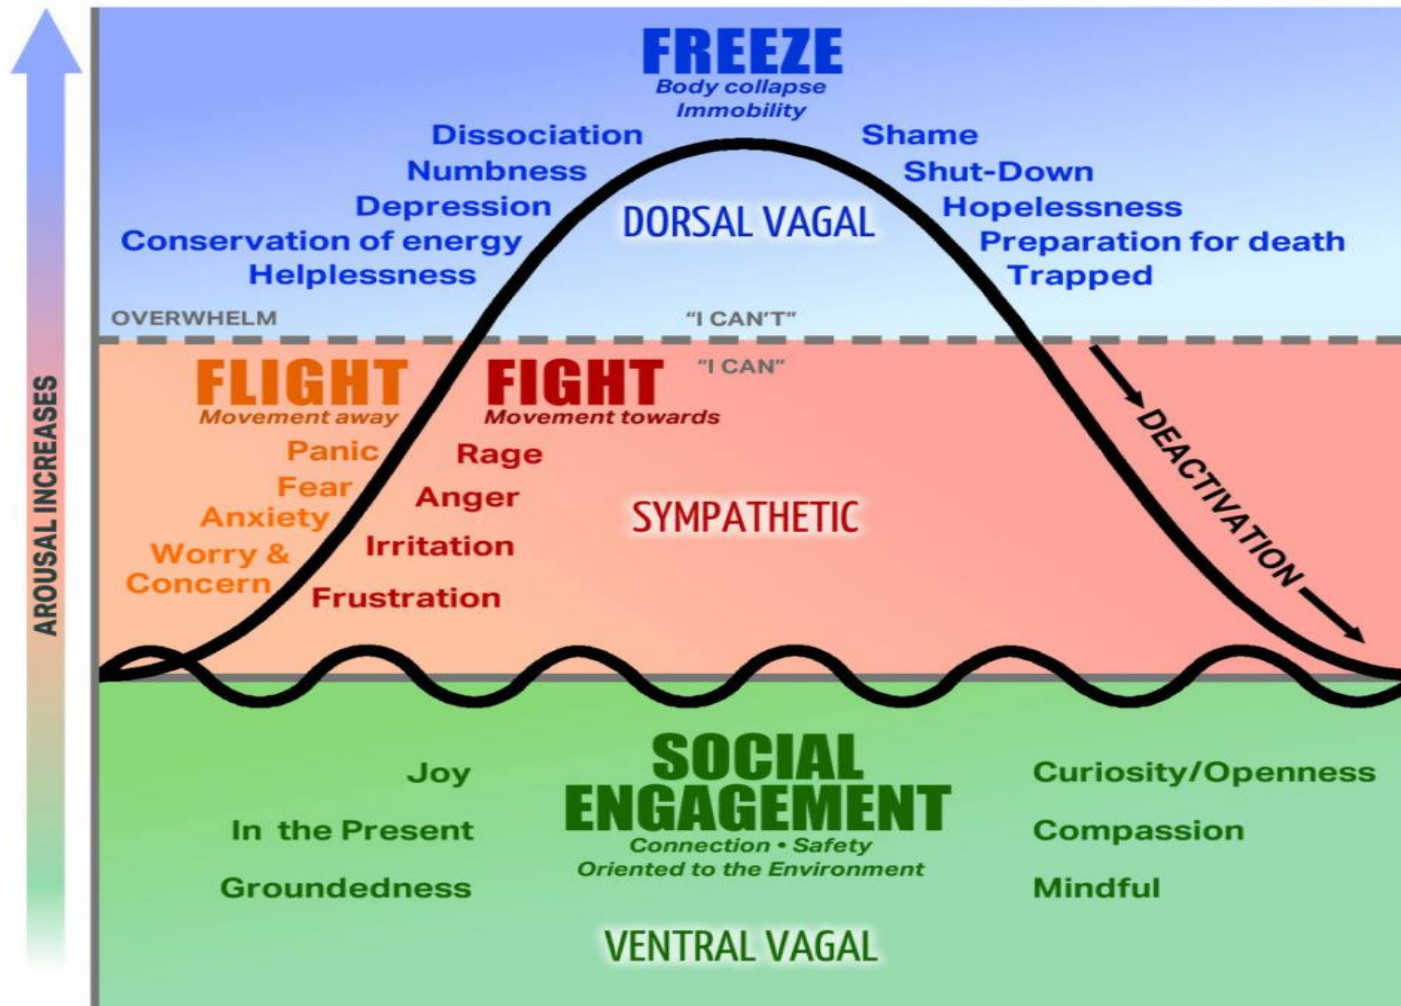 FREEZE
Body collapse
Immobility
Dissociation
Numbness
Depression
Conservation of energy
Helplessness
Shame
Shut-Down
Hopelessness
Preparation for death
Trapped
DORSAL VAGAL
OVERWHELM
"I CAN'T"
"I CAN"
FLIGHT
Movement away
Panic
Fear
Anxiety
Worry &
Concern
FIGHT
Movement towards
Rage
Anger
Irritation
Frustration
SYMPATHETIC
DEACTIVATION
AROUSAL INCREASES
SOCIAL
ENGAGEMENT
Connection • Safety
Oriented to the Environment
Joy
In the Present
Groundedness
Curiosity/Openness
Compassion
Mindful
VENTRAL VAGAL